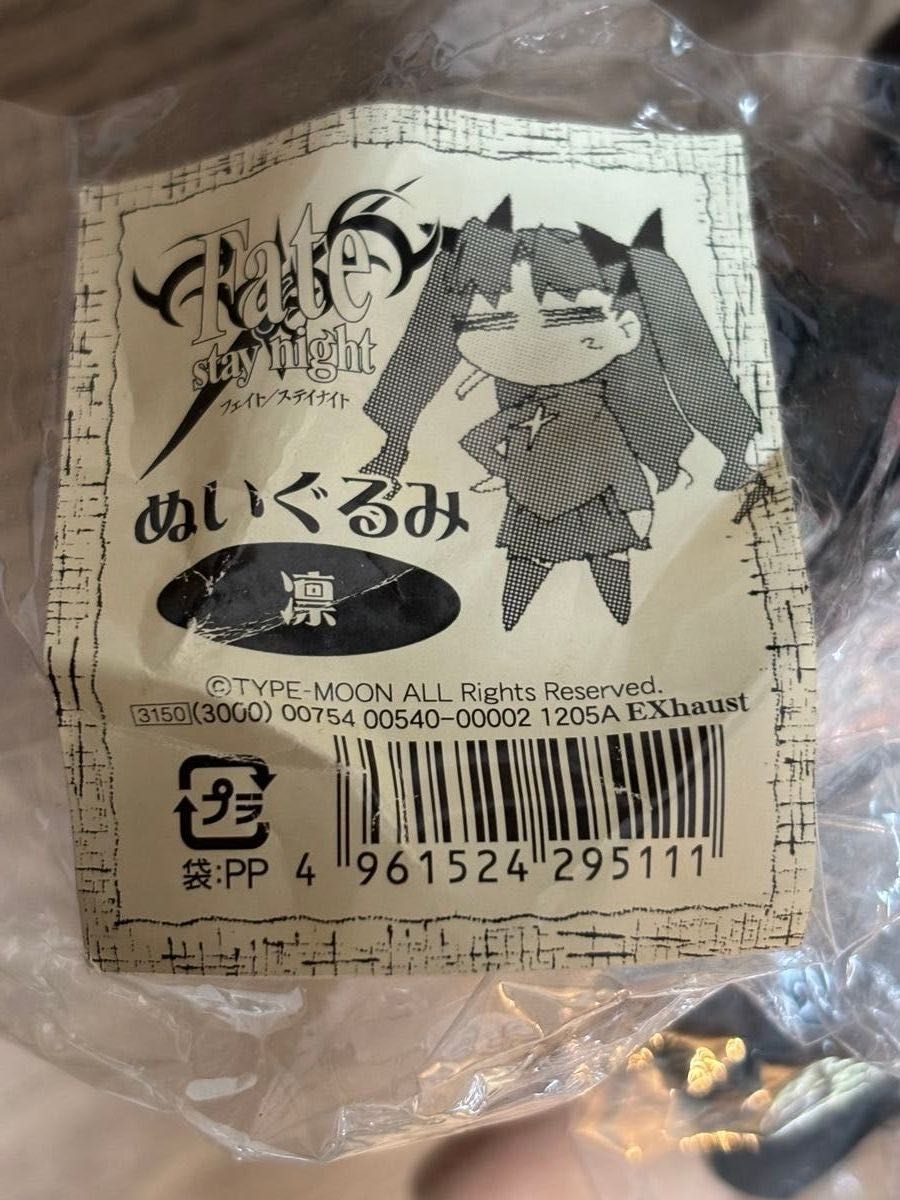 Fate
stay night
フェイト/ステイナイト
ぬいぐるみ
凛
©TYPE-MOON ALL Rights Reserved.
3150 (3000) 00754 00540-00002 1205A EXhaust
プラ
袋:PP
4 961524 295111